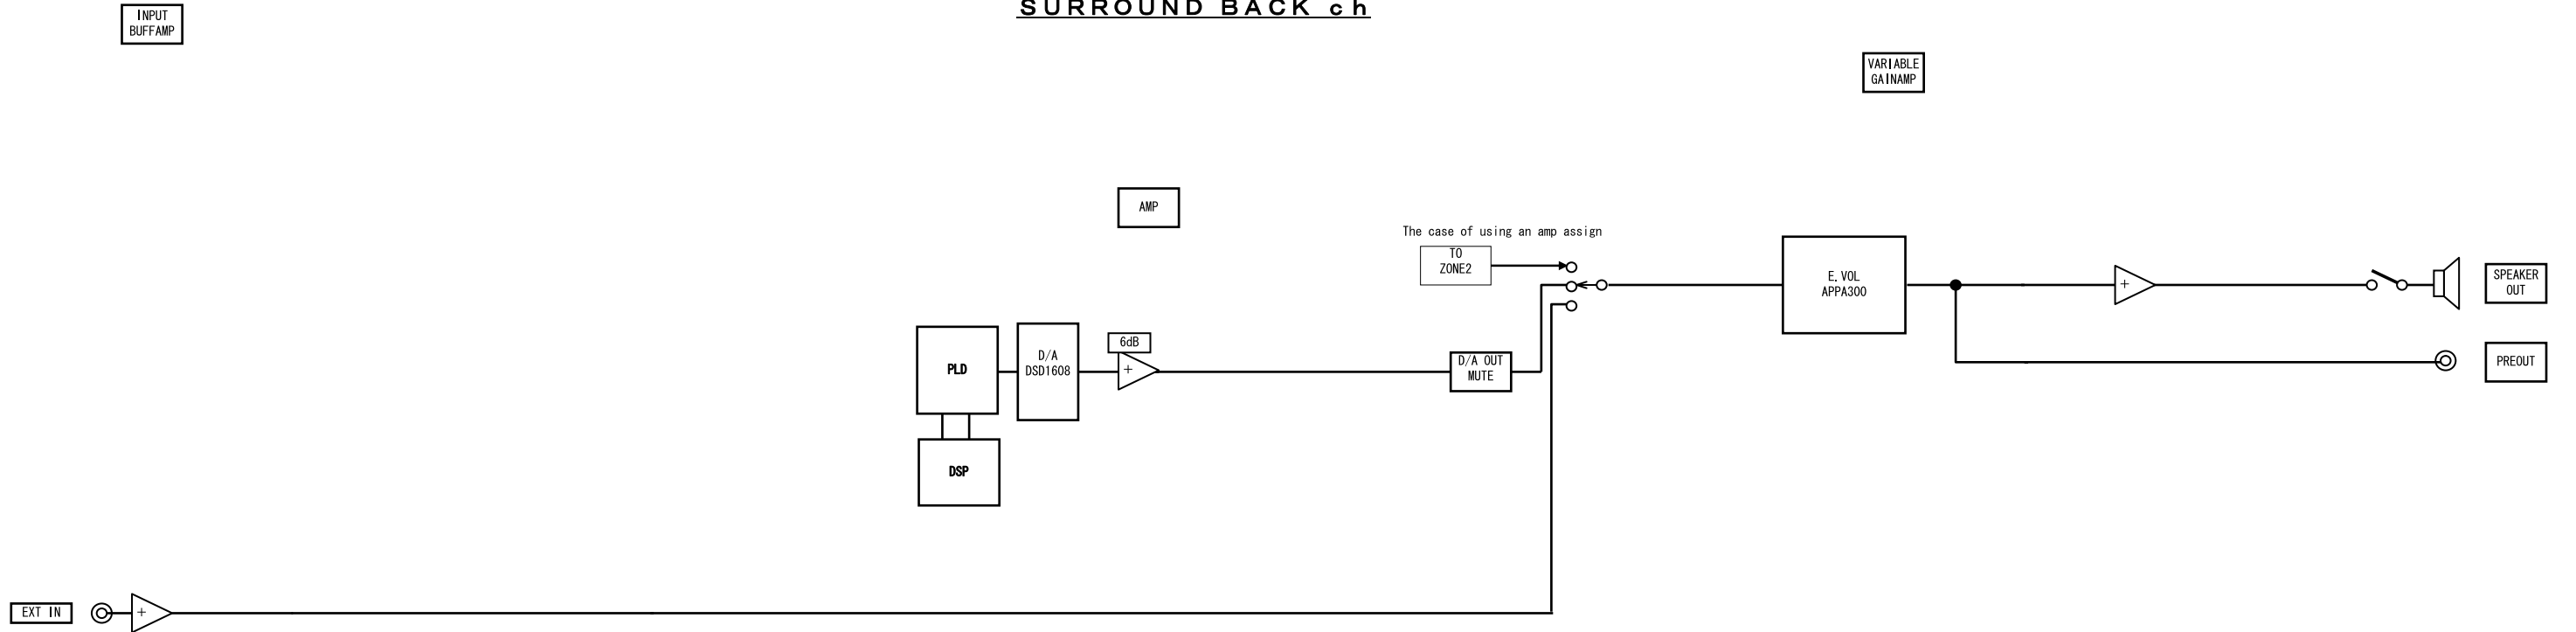 SURROUND BACK ch
INPUT
BUFFAMP
VARIABLE
GAINAMP
AMP
The case of using an amp assign
TO
ZONE2
E.VOL
APPA300
+
SPEAKER
OUT
PLD
D/A
DSD1608
6dB
+
D/A OUT
MUTE
PREOUT
DSP
EXT IN
+